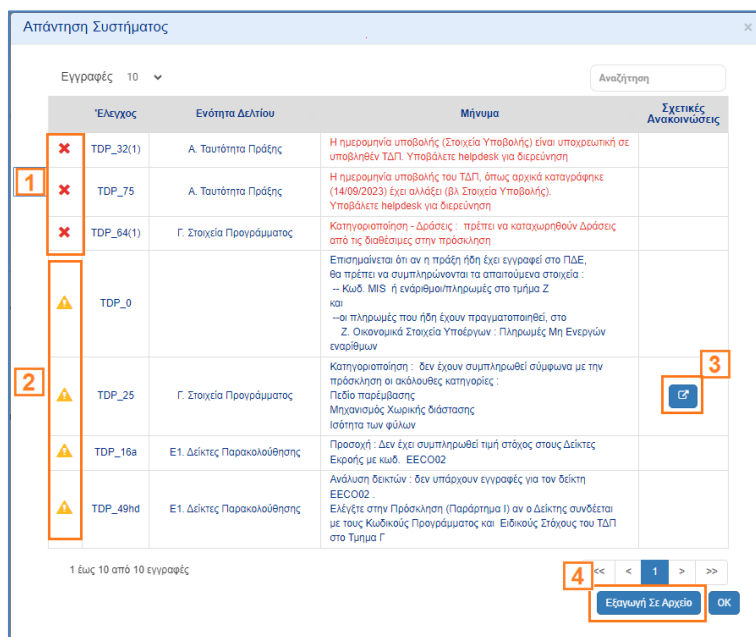 Απάντηση Συστήματος
×
Εγγραφές 10
Αναζήτηση
Έλεγχος Ενότητα Δελτίου Μήνυμα Σχετικές Ανακοινώσεις
1
TDP_32(1) Α. Ταυτότητα Πράξης
Η ημερομηνία υποβολής (Στοιχεία Υποβολής) είναι υποχρεωτική σε
υποβληθέν ΤΔΠ. Υποβάλετε helpdesk για διερεύνηση
TDP_75 Α. Ταυτότητα Πράξης
Η ημερομηνία υποβολής του ΤΔΠ, όπως αρχικά καταγράφηκε
(14/09/2023) έχει αλλάξει (βλ Στοιχεία Υποβολής).
Υποβάλετε helpdesk για διερεύνηση
TDP_64(1) Γ. Στοιχεία Προγράμματος
Κατηγοριοποίηση - Δράσεις : πρέπει να καταχωρηθούν Δράσεις
από τις διαθέσιμες στην πρόσκληση
2
TDP_0
Επισημαίνεται ότι αν η πράξη ήδη έχει εγγραφεί στο ΠΔΕ,
θα πρέπει να συμπληρώνονται τα απαιτούμενα στοιχεία :
-- Κωδ. MIS ή ενάριθμοι/πληρωμές στο τμήμα Ζ
και
--οι πληρωμές που ήδη έχουν πραγματοποιηθεί, στο
Ζ. Οικονομικά Στοιχεία Υποέργων : Πληρωμές Μη Ενεργών
εναρίθμων
3
TDP_25 Γ. Στοιχεία Προγράμματος
Κατηγοριοποίηση : δεν έχουν συμπληρωθεί σύμφωνα με την
πρόσκληση οι ακόλουθες κατηγορίες :
Πεδίο παρέμβασης
Μηχανισμός Χωρικής διάστασης
Ισότητα των φύλων
TDP_16a Ε1. Δείκτες Παρακολούθησης
Προσοχή : Δεν έχει συμπληρωθεί τιμή στόχος στους Δείκτες
Εκροής με κωδ. EECO02
TDP_49hd Ε1. Δείκτες Παρακολούθησης
Ανάλυση δεικτών : δεν υπάρχουν εγγραφές για τον δείκτη
EECO02 .
Ελέγξτε στην Πρόσκληση (Παράρτημα Ι) αν ο Δείκτης συνδέεται
με τους Κωδικούς Προγράμματος και Ειδικούς Στόχους του ΤΔΠ
στο Τμημα Γ
1 έως 10 από 10 εγγραφές
<< < 1 > >>
4
Εξαγωγή Σε Αρχείο OK